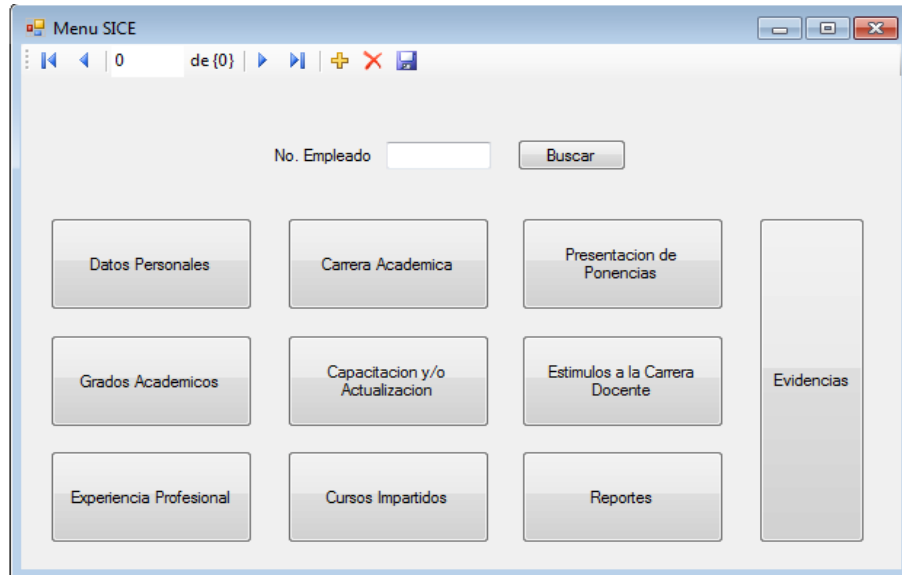 Menu SICE
0 de {0}
No. Empleado Buscar
Datos Personales
Carrera Academica
Presentacion de
Ponencias
Grados Academicos
Capacitacion y/o
Actualizacion
Estimulos a la Carrera
Docente
Evidencias
Experiencia Profesional
Cursos Impartidos
Reportes